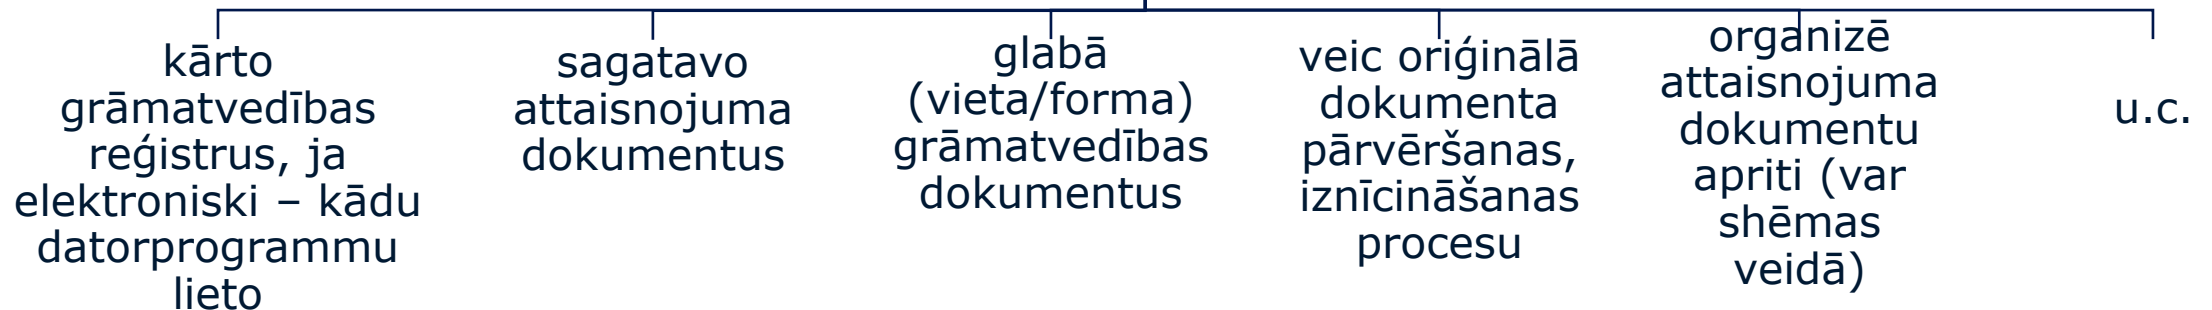 kārto
grāmatvedības
reģistrus, ja
elektroniski – kādu
datorprogrammu
lieto
sagatavo
attaisnojuma
dokumentus
glabā
(vieta/forma)
grāmatvedības
dokumentus
veic oriģinālā
dokumenta
pārvēršanas,
iznīcināšanas
procesu
organizē
attaisnojuma
dokumentu
apriti (var
shēmas
veidā)
u.c.